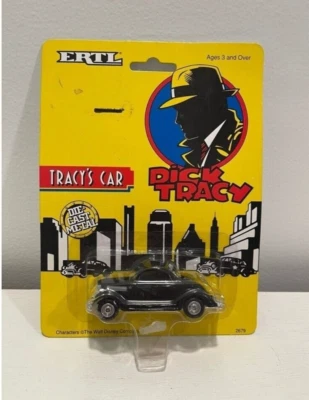 ERTL
Ages 3 and Over
TRACY'S CAR
DICK
TRACY
DIE
CAST
METAL
Characters ©The Walt Disney Company